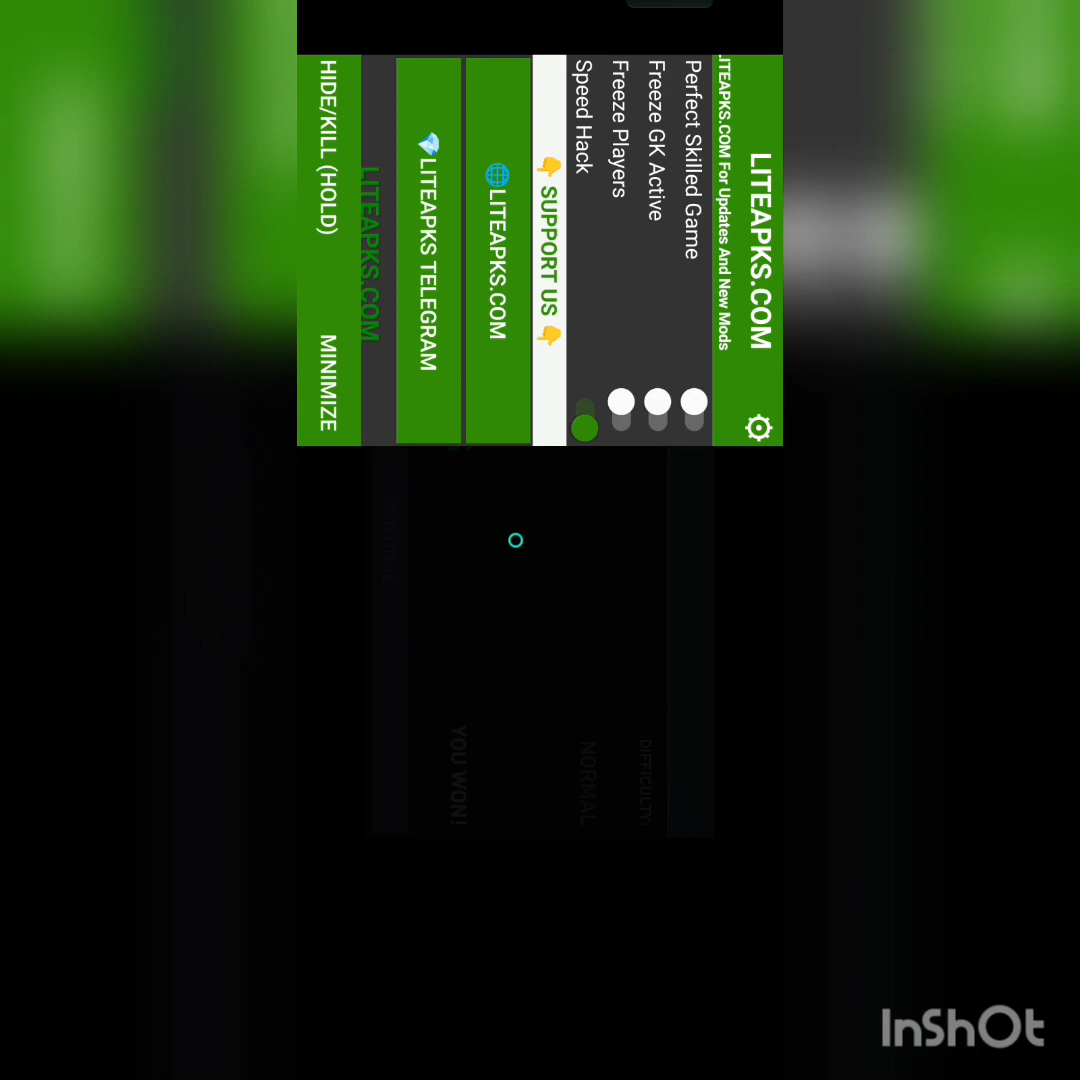 LITEAPKS.COM
LITEAPKS.COM For Updates And New Mods
Perfect Skilled Game
Freeze GK Active
Freeze Players
Speed Hack
👇 SUPPORT US 👇
🌐LITEAPKS.COM
💎LITEAPKS TELEGRAM
LITEAPKS.COM
HIDE/KILL (HOLD)
MINIMIZE
DIFFICULTY:
NORMAL
YOU WON!
CONTINUE
InShOt